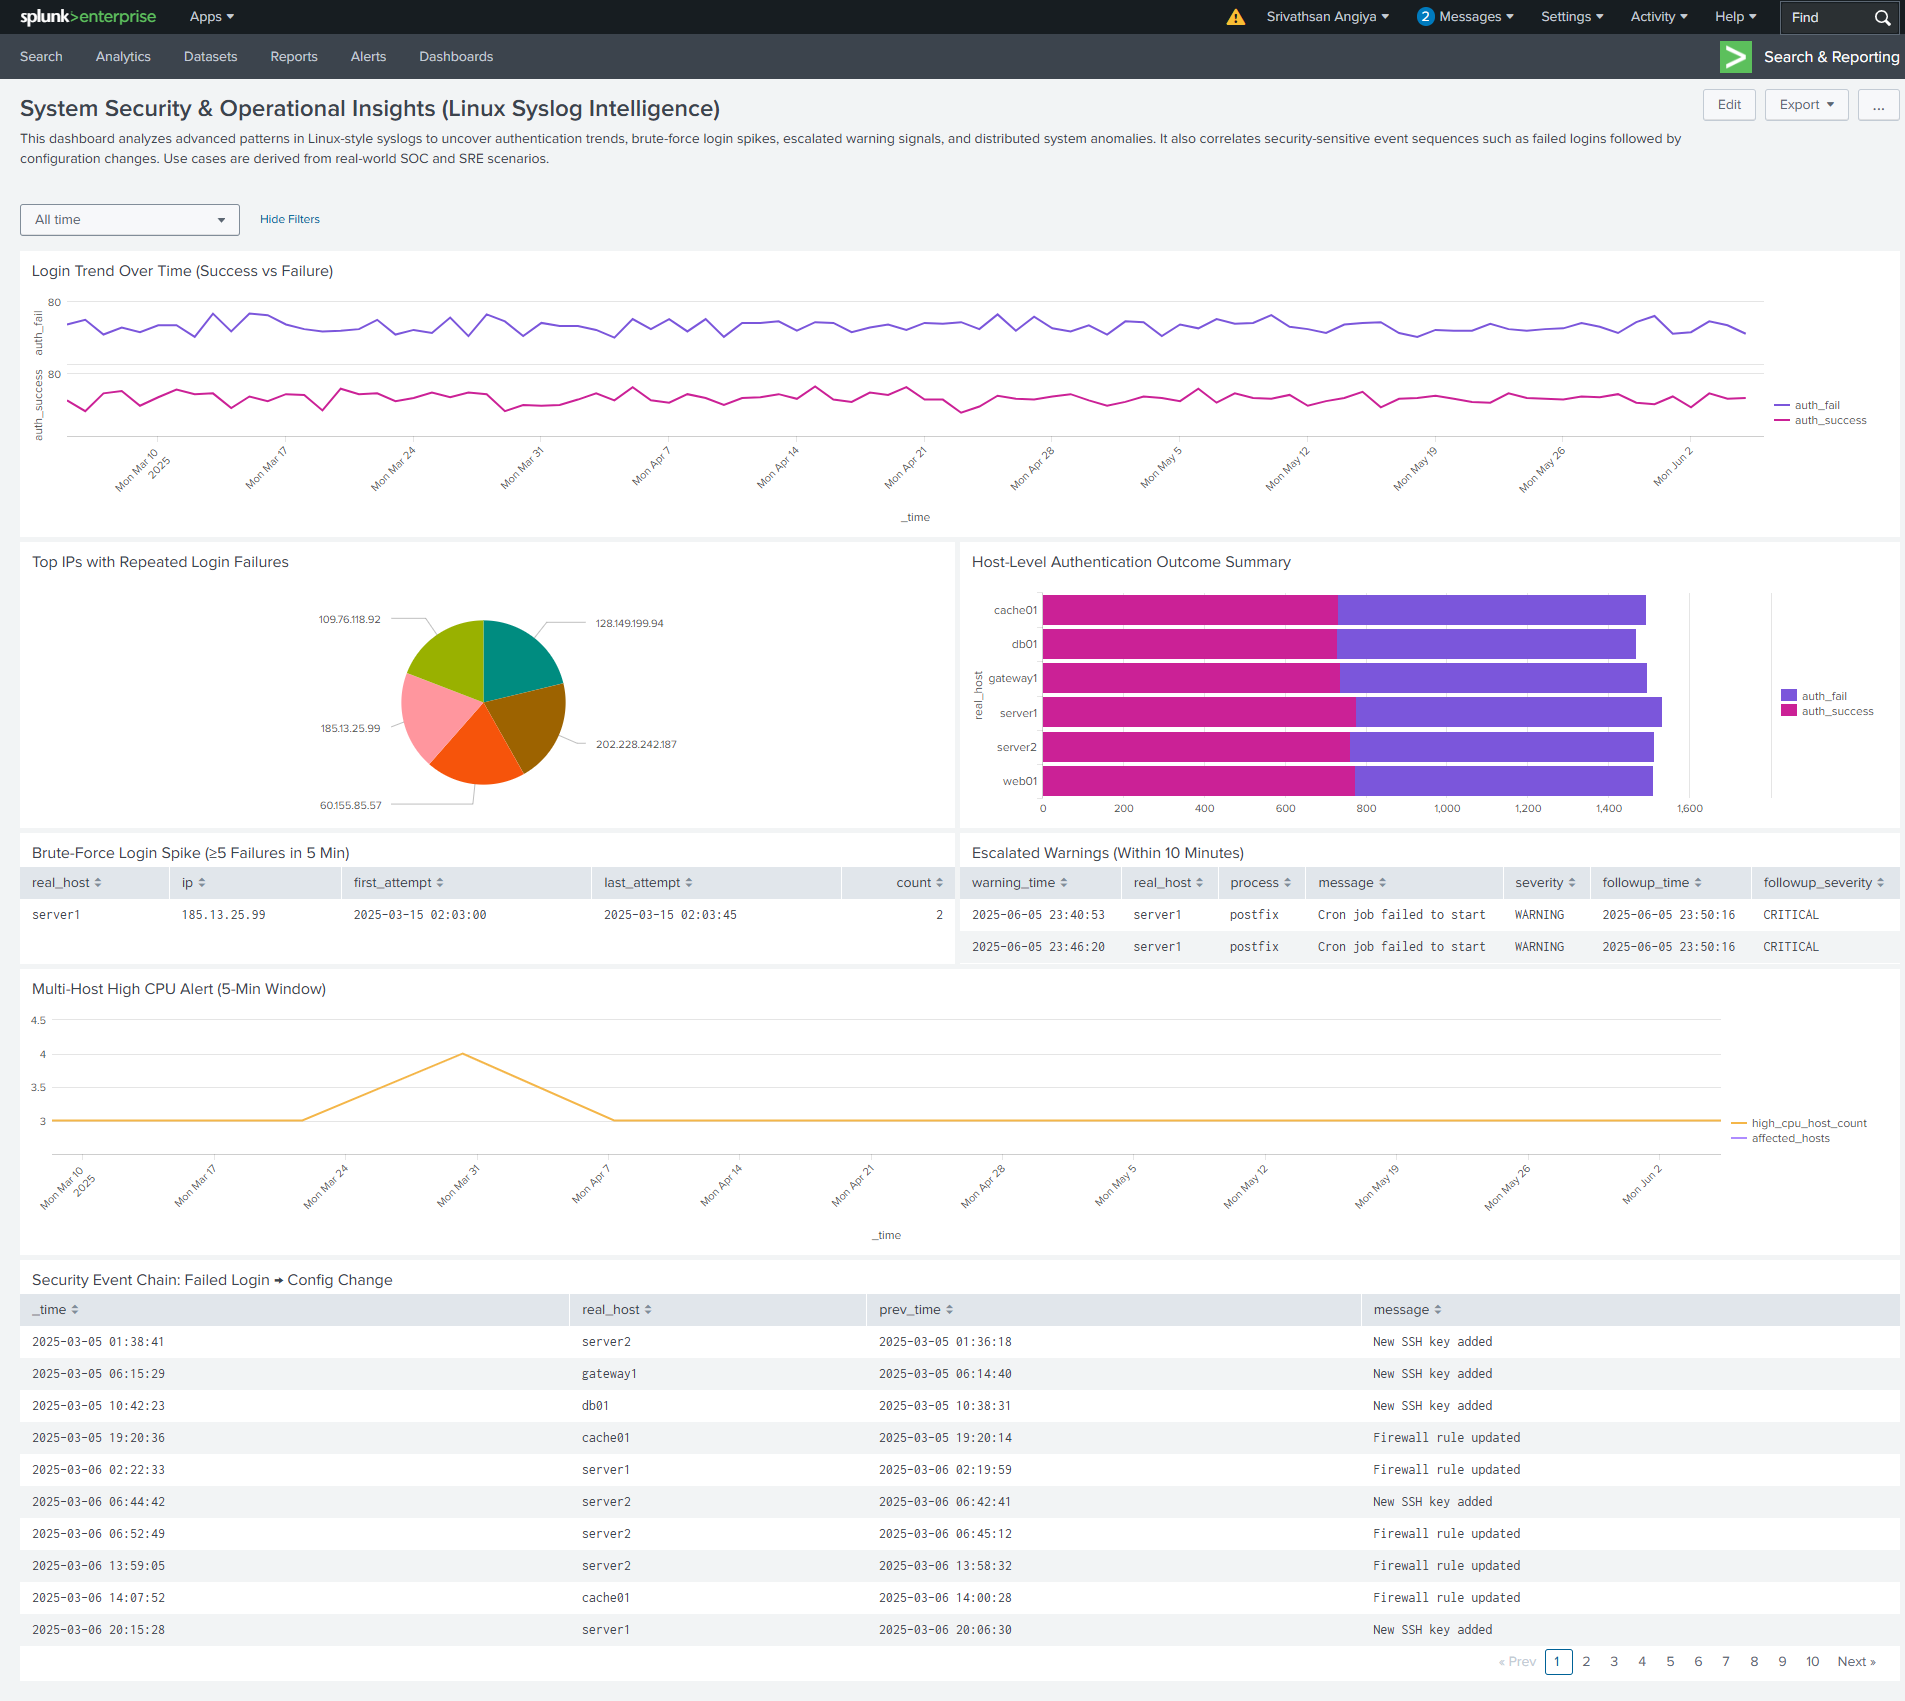 splunk>enterprise Apps Srivathsan Angiya 2 Messages Settings Activity Help Find
Search Analytics Datasets Reports Alerts Dashboards Search & Reporting
System Security & Operational Insights (Linux Syslog Intelligence)
Edit Export ...
This dashboard analyzes advanced patterns in Linux-style syslogs to uncover authentication trends, brute-force login spikes, escalated warning signals, and distributed system anomalies. It also correlates security-sensitive event sequences such as failed logins followed by
configuration changes. Use cases are derived from real-world SOC and SRE scenarios.
All time Hide Filters
Login Trend Over Time (Success vs Failure)
80
auth_fail
80
auth_success
auth_fail
auth_success
Mon Mar 10
2025
Mon Mar 17
Mon Mar 24
Mon Mar 31
Mon Apr 7
Mon Apr 14
Mon Apr 21
Mon Apr 28
Mon May 5
Mon May 12
Mon May 19
Mon May 26
Mon Jun 2
_time
Top IPs with Repeated Login Failures
109.76.118.92
128.149.199.94
185.13.25.99
202.228.242.187
60.155.85.57
Host-Level Authentication Outcome Summary
real_host
cache01
db01
gateway1
server1
server2
web01
0 200 400 600 800 1,000 1,200 1,400 1,600
auth_fail
auth_success
Brute-Force Login Spike (≥5 Failures in 5 Min)
real_host ip first_attempt last_attempt count
server1 185.13.25.99 2025-03-15 02:03:00 2025-03-15 02:03:45 2
Escalated Warnings (Within 10 Minutes)
warning_time real_host process message severity followup_time followup_severity
2025-06-05 23:40:53 server1 postfix Cron job failed to start WARNING 2025-06-05 23:50:16 CRITICAL
2025-06-05 23:46:20 server1 postfix Cron job failed to start WARNING 2025-06-05 23:50:16 CRITICAL
Multi-Host High CPU Alert (5-Min Window)
4.5
4
3.5
3
high_cpu_host_count
affected_hosts
Mon Mar 10
2025
Mon Mar 17
Mon Mar 24
Mon Mar 31
Mon Apr 7
Mon Apr 14
Mon Apr 21
Mon Apr 28
Mon May 5
Mon May 12
Mon May 19
Mon May 26
Mon Jun 2
_time
Security Event Chain: Failed Login → Config Change
_time real_host prev_time message
2025-03-05 01:38:41 server2 2025-03-05 01:36:18 New SSH key added
2025-03-05 06:15:29 gateway1 2025-03-05 06:14:40 New SSH key added
2025-03-05 10:42:23 db01 2025-03-05 10:38:31 New SSH key added
2025-03-05 19:20:36 cache01 2025-03-05 19:20:14 Firewall rule updated
2025-03-06 02:22:33 server1 2025-03-06 02:19:59 Firewall rule updated
2025-03-06 06:44:42 server2 2025-03-06 06:42:41 New SSH key added
2025-03-06 06:52:49 server2 2025-03-06 06:45:12 Firewall rule updated
2025-03-06 13:59:05 server2 2025-03-06 13:58:32 Firewall rule updated
2025-03-06 14:07:52 cache01 2025-03-06 14:00:28 Firewall rule updated
2025-03-06 20:15:28 server1 2025-03-06 20:06:30 New SSH key added
« Prev 1 2 3 4 5 6 7 8 9 10 Next »